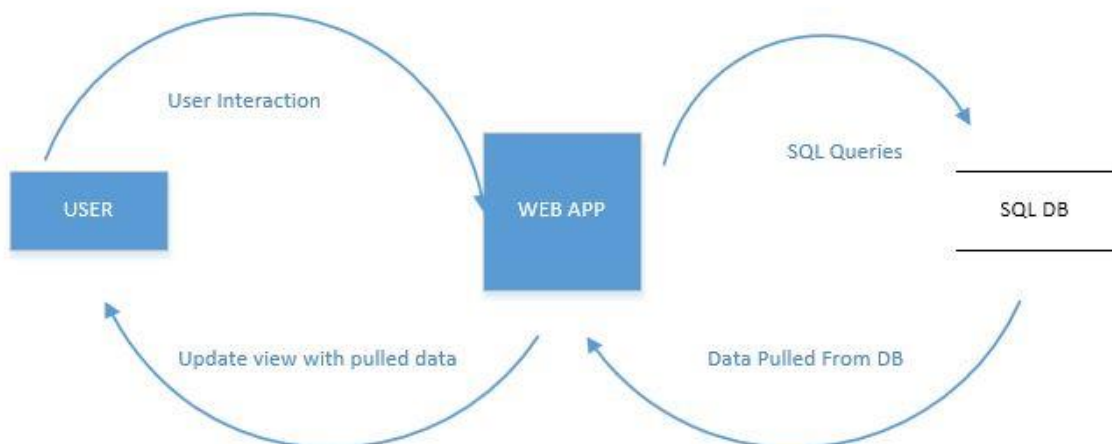 User Interaction
SQL Queries
USER
WEB APP
SQL DB
Update view with pulled data
Data Pulled From DB